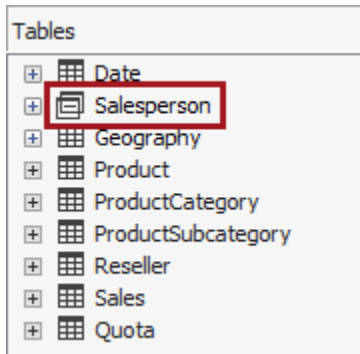 Tables
Date
Salesperson
Geography
Product
ProductCategory
ProductSubcategory
Reseller
Sales
Quota